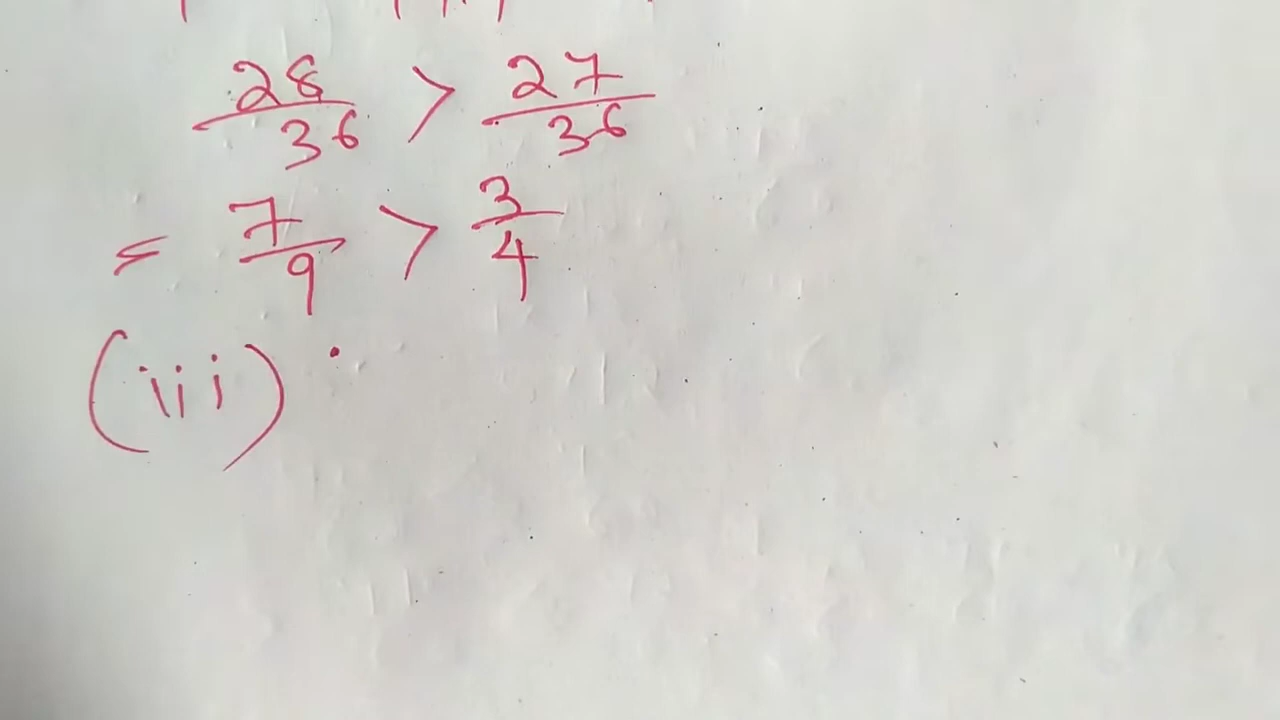 28/36 > 27/36
= 7/9 > 3/4
(iii)